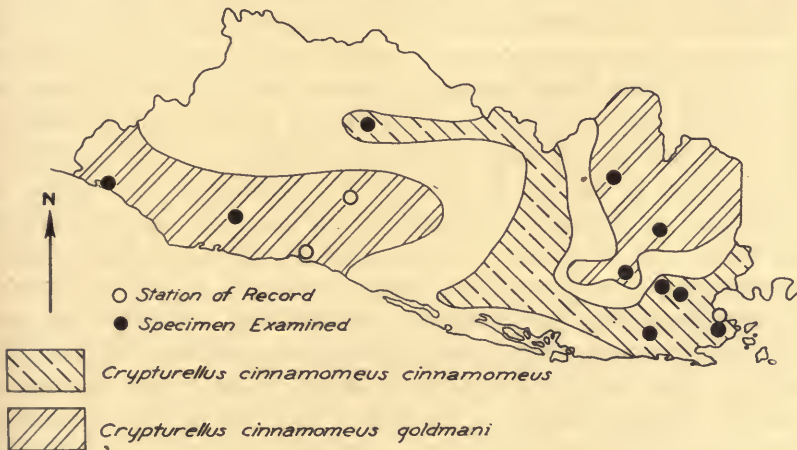 N
Station of Record
Specimen Examined
Crypturellus cinnamomeus cinnamomeus
Crypturellus cinnamomeus goldmani